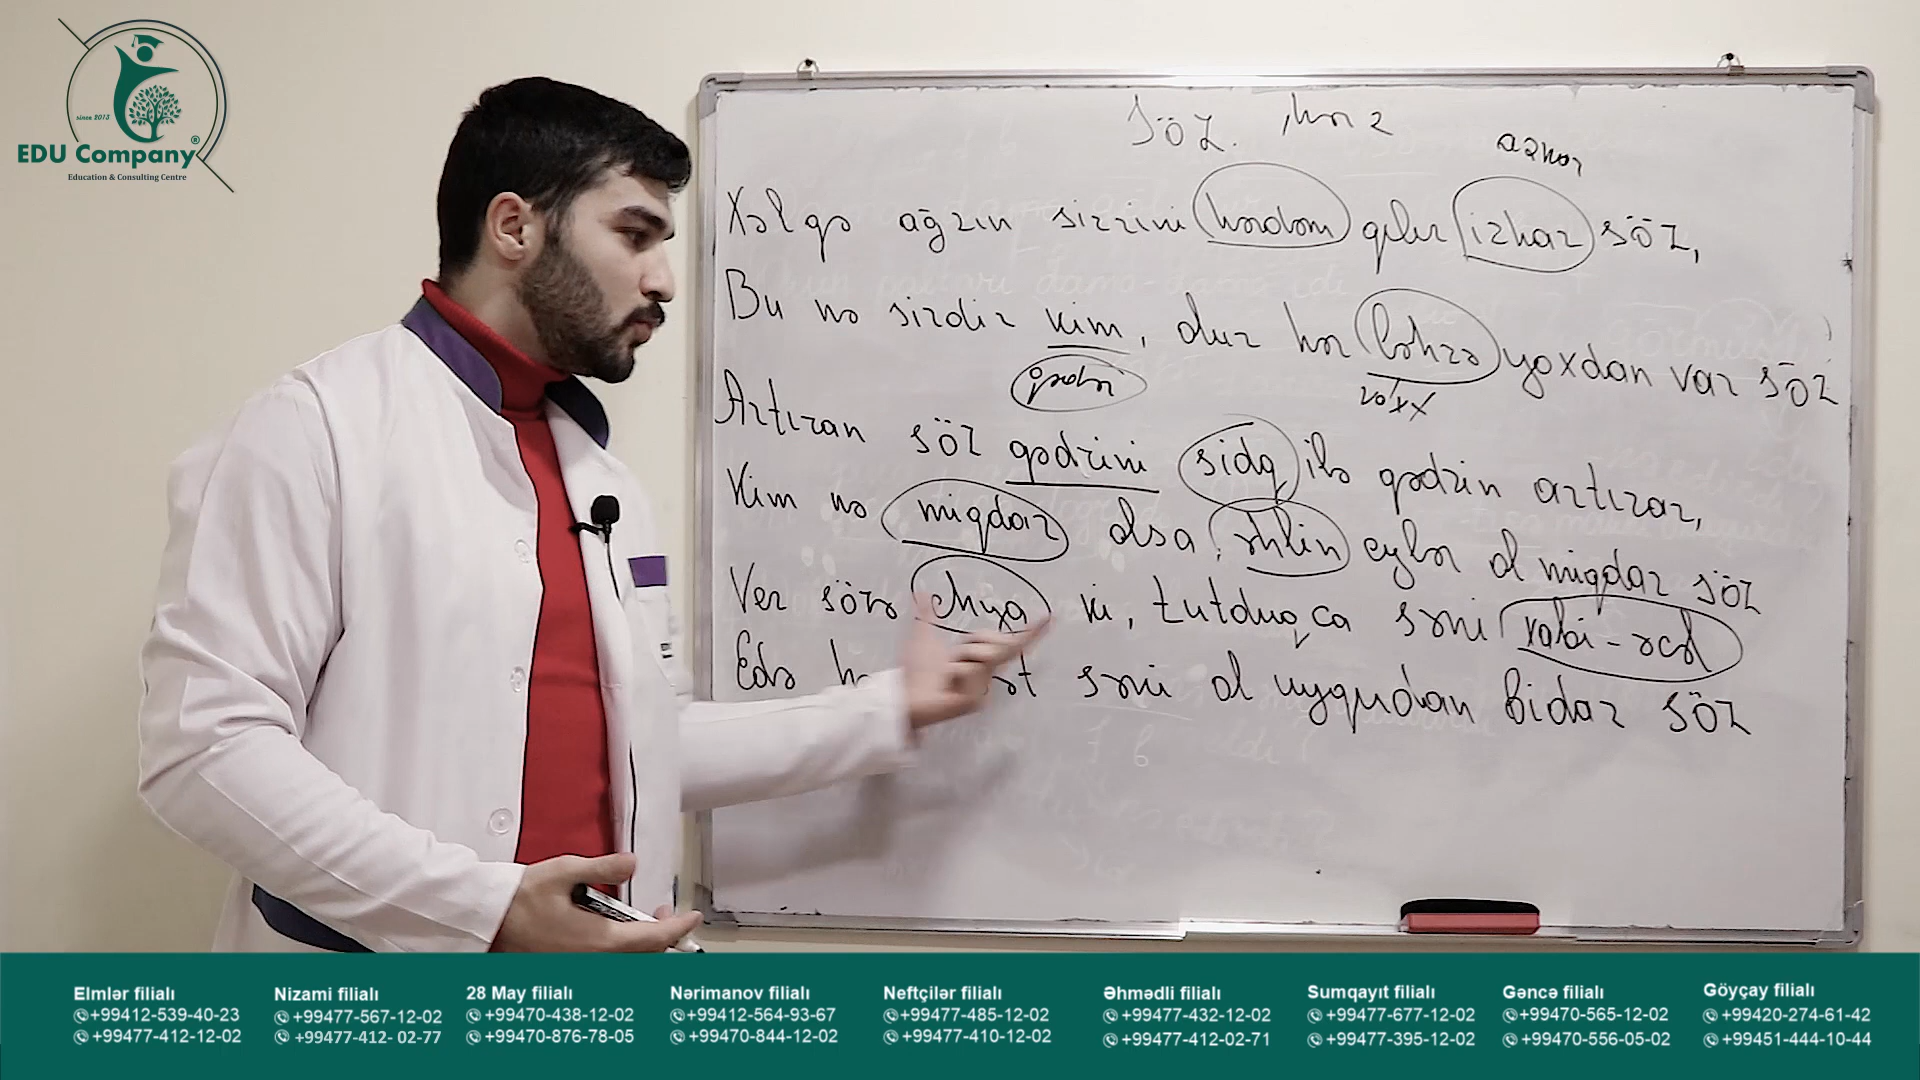 since 2013
EDU Company®
Education & Consulting Centre
SÖZ.
Xəlqə ağzın sirrini hərdəm qılır izhar söz,
Bu nə sirdir kim, olur hər ləhzə yoxdan var söz
Artıran söz qədrini sidq ilə qədrin artırar,
Kim nə miqdar olsa, əhlin eylər ol miqdar söz
Ver sözə ehya ki, tutduqca səni xabi-əcəl
Edə səni ol uyqudan bidar söz
Elmlər filialı
+99412-539-40-23
+99477-412-12-02
Nizami filialı
+99477-567-12-02
+99477-412- 02-77
28 May filialı
+99470-438-12-02
+99470-876-78-05
Nərimanov filialı
+99412-564-93-67
+99470-844-12-02
Neftçilər filialı
+99477-485-12-02
+99477-410-12-02
Əhmədli filialı
+99477-432-12-02
+99477-412-02-71
Sumqayıt filialı
+99477-677-12-02
+99477-395-12-02
Gəncə filialı
+99470-565-12-02
+99470-556-05-02
Göyçay filialı
+99420-274-61-42
+99451-444-10-44